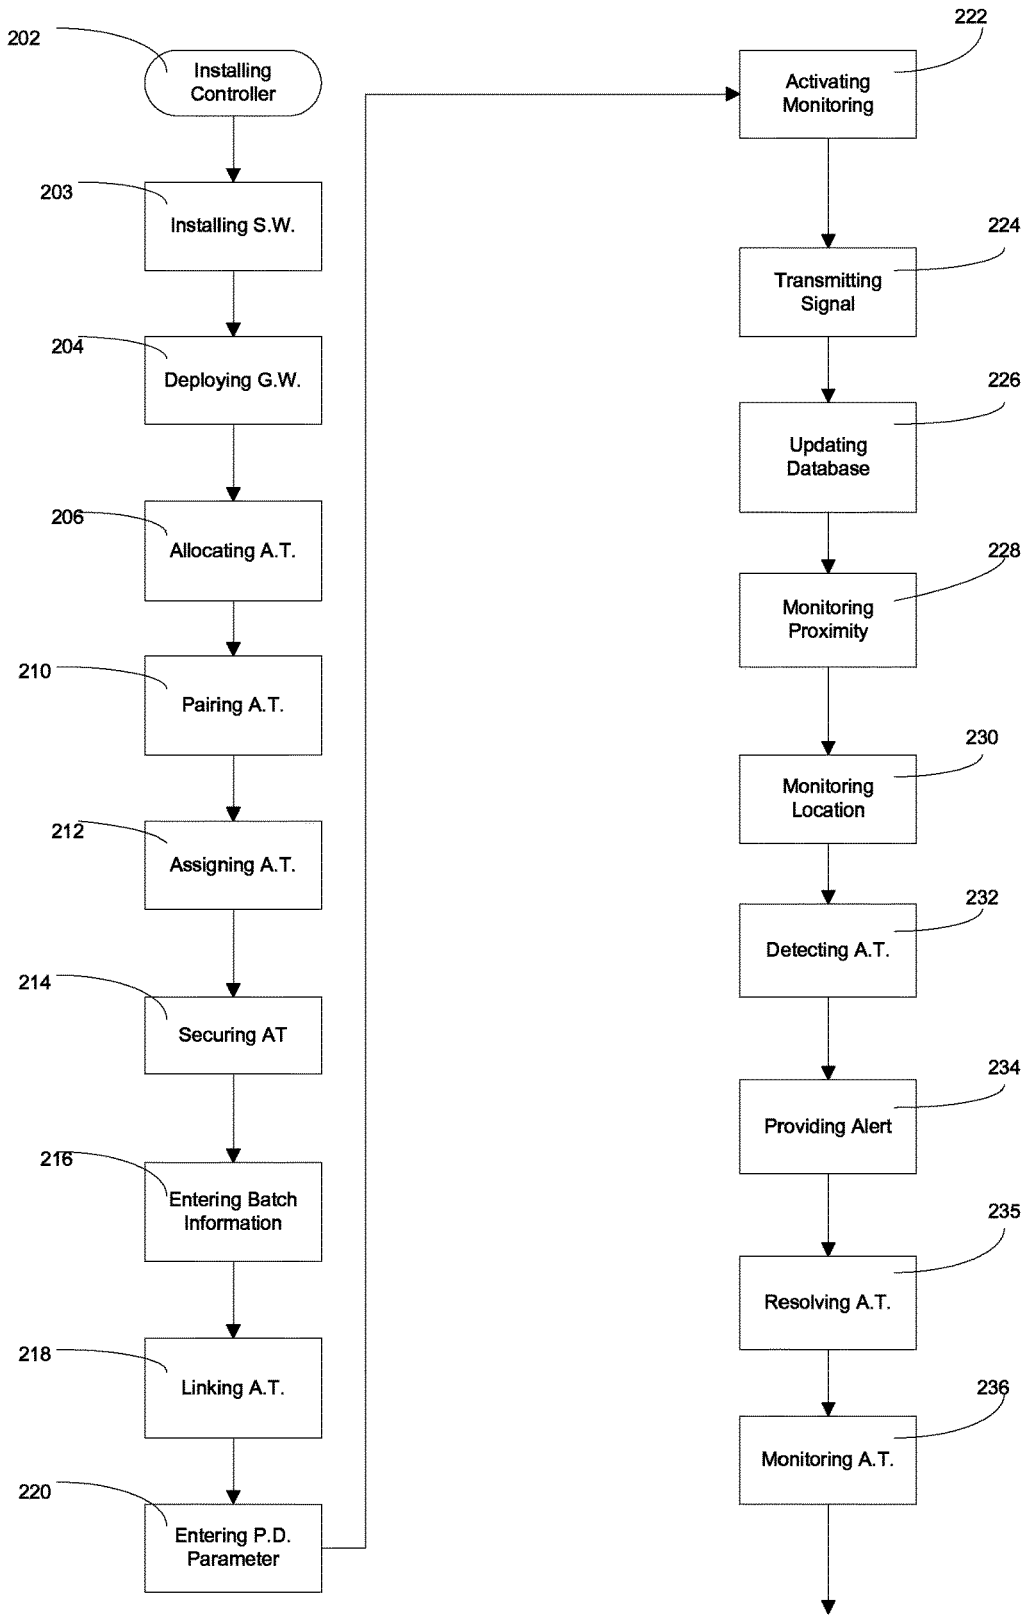 202
Installing
Controller
203
Installing S.W.
204
Deploying G.W.
206
Allocating A.T.
210
Pairing A.T.
212
Assigning A.T.
214
Securing AT
216
Entering Batch
Information
218
Linking A.T.
220
Entering P.D.
Parameter
222
Activating
Monitoring
224
Transmitting
Signal
226
Updating
Database
228
Monitoring
Proximity
230
Monitoring
Location
232
Detecting A.T.
234
Providing Alert
235
Resolving A.T.
236
Monitoring A.T.